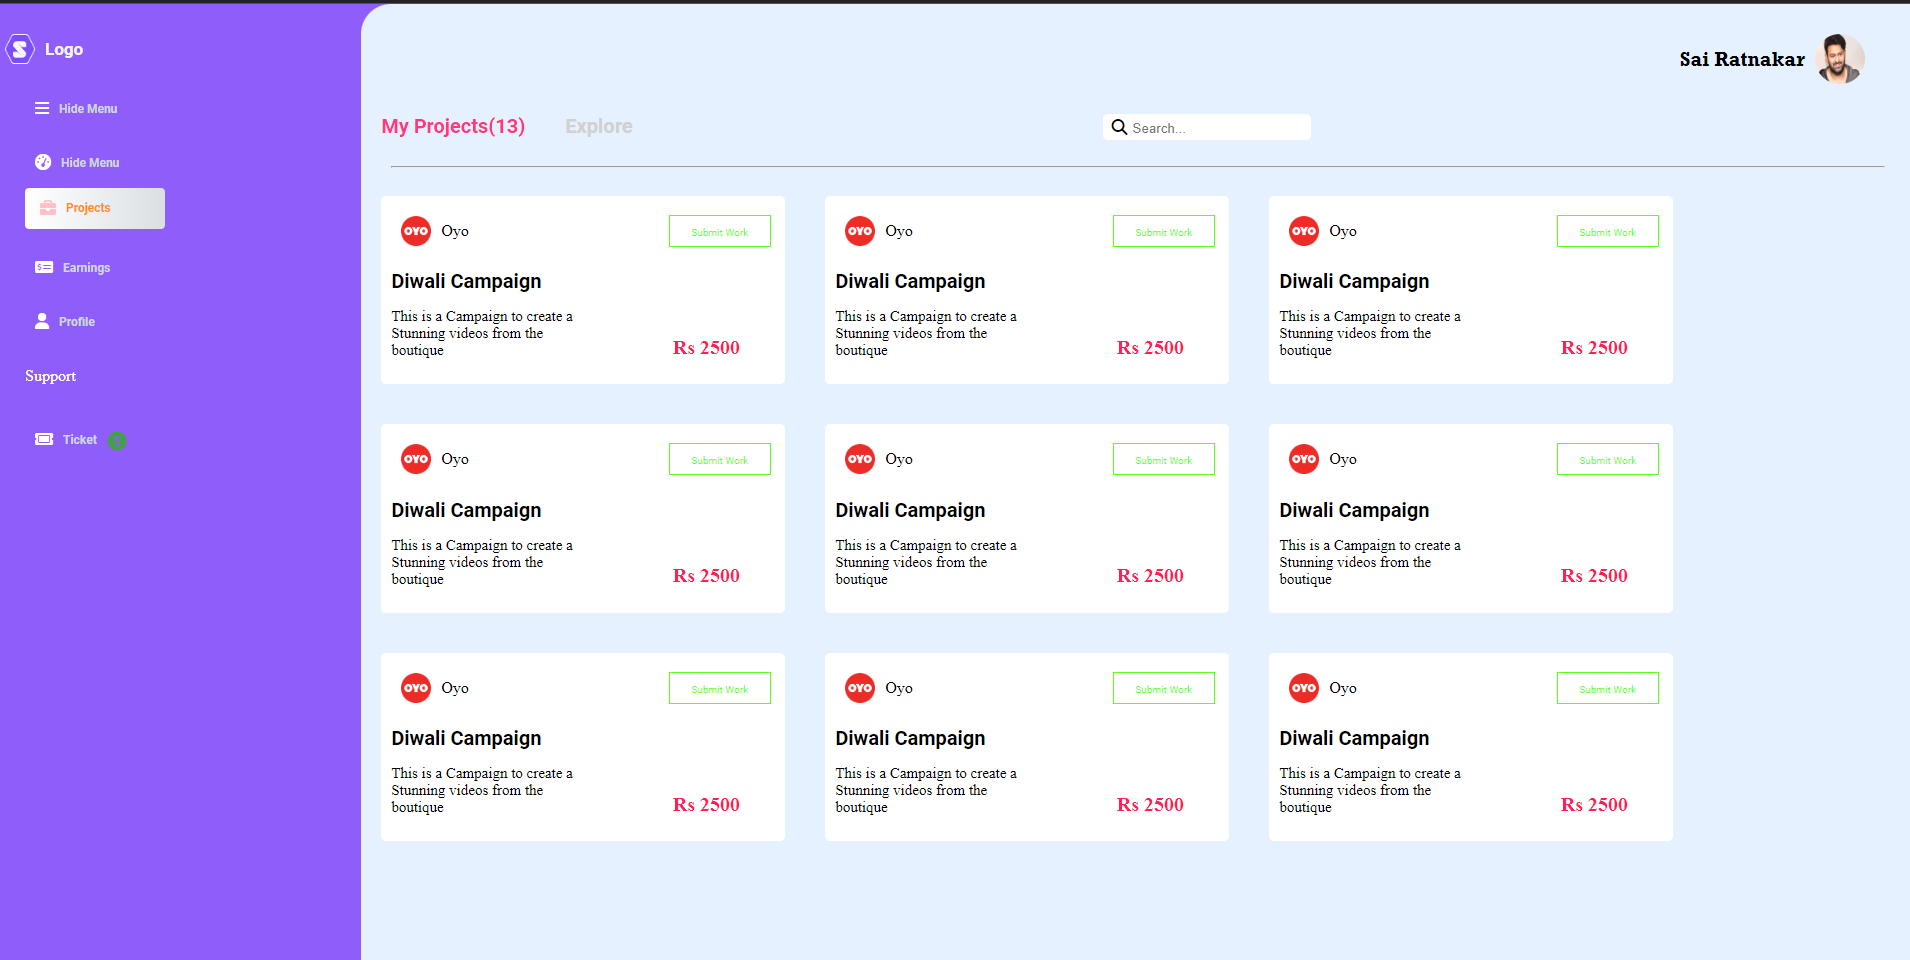 S Logo
Sai Ratnakar
Hide Menu
My Projects(13) Explore Search...
Hide Menu
Projects
Earnings
Profile
Support
Ticket 5
OYO Oyo Submit Work
Diwali Campaign
This is a Campaign to create a
Stunning videos from the
boutique
Rs 2500
OYO Oyo Submit Work
Diwali Campaign
This is a Campaign to create a
Stunning videos from the
boutique
Rs 2500
OYO Oyo Submit Work
Diwali Campaign
This is a Campaign to create a
Stunning videos from the
boutique
Rs 2500
OYO Oyo Submit Work
Diwali Campaign
This is a Campaign to create a
Stunning videos from the
boutique
Rs 2500
OYO Oyo Submit Work
Diwali Campaign
This is a Campaign to create a
Stunning videos from the
boutique
Rs 2500
OYO Oyo Submit Work
Diwali Campaign
This is a Campaign to create a
Stunning videos from the
boutique
Rs 2500
OYO Oyo Submit Work
Diwali Campaign
This is a Campaign to create a
Stunning videos from the
boutique
Rs 2500
OYO Oyo Submit Work
Diwali Campaign
This is a Campaign to create a
Stunning videos from the
boutique
Rs 2500
OYO Oyo Submit Work
Diwali Campaign
This is a Campaign to create a
Stunning videos from the
boutique
Rs 2500